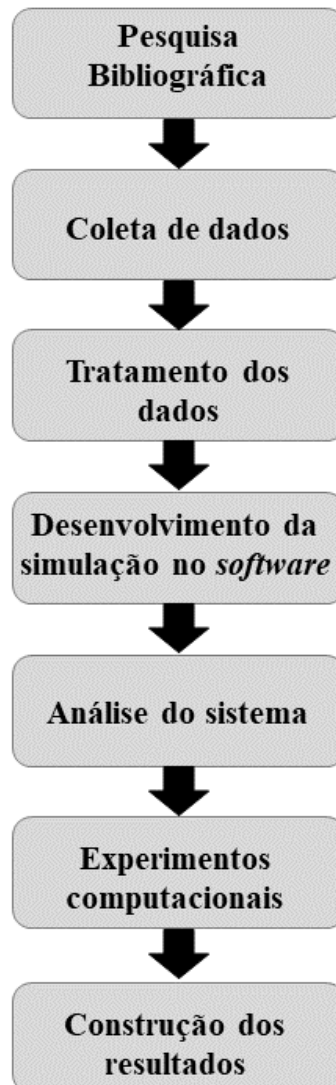 Pesquisa
Bibliográfica
Coleta de dados
Tratamento dos
dados
Desenvolvimento da
simulação no software
Análise do sistema
Experimentos
computacionais
Construção dos
resultados